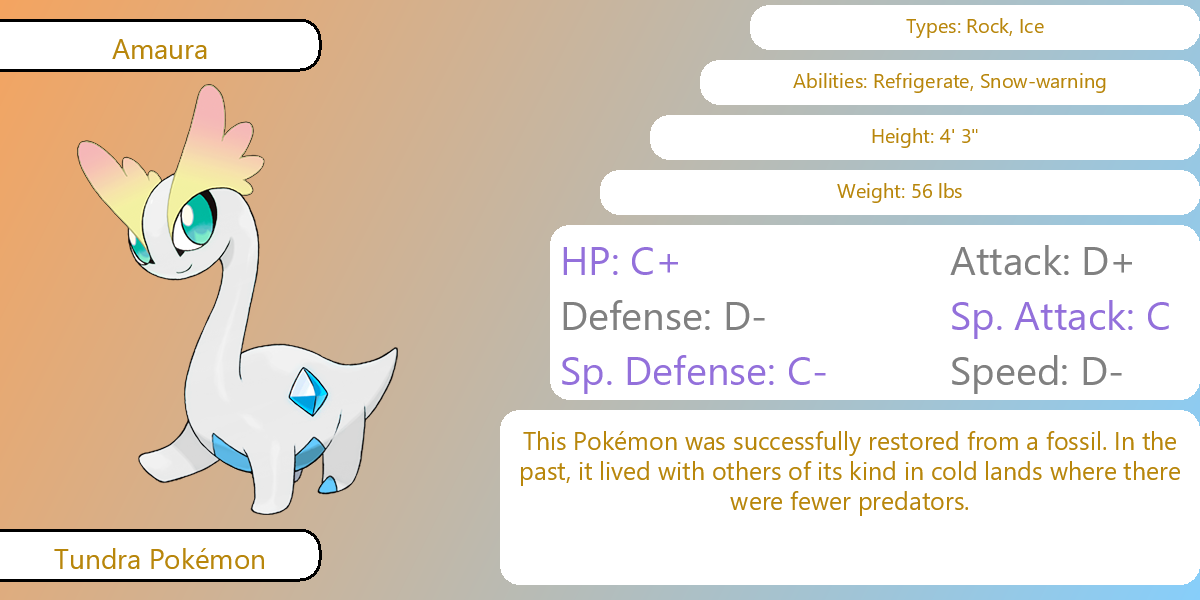 Amaura
Types: Rock, Ice
Abilities: Refrigerate, Snow-warning
Height: 4' 3"
Weight: 56 lbs
HP: C+
Attack: D+
Defense: D-
Sp. Attack: C
Sp. Defense: C-
Speed: D-
This Pokémon was successfully restored from a fossil. In the
past, it lived with others of its kind in cold lands where there
were fewer predators.
Tundra Pokémon